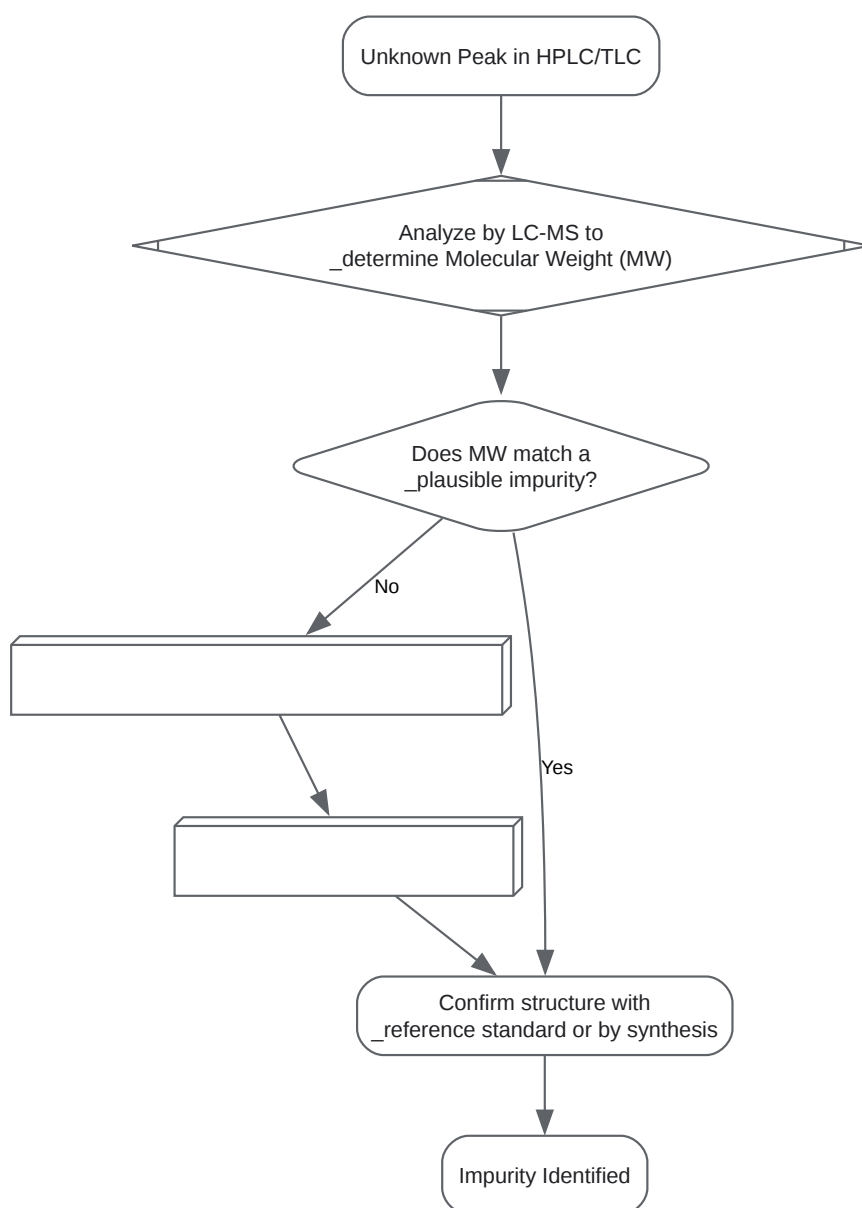 Unknown Peak in HPLC/TLC
Analyze by LC-MS to
_determine Molecular Weight (MW)
Does MW match a
_plausible impurity?
No
Yes
Confirm structure with
_reference standard or by synthesis
Impurity Identified